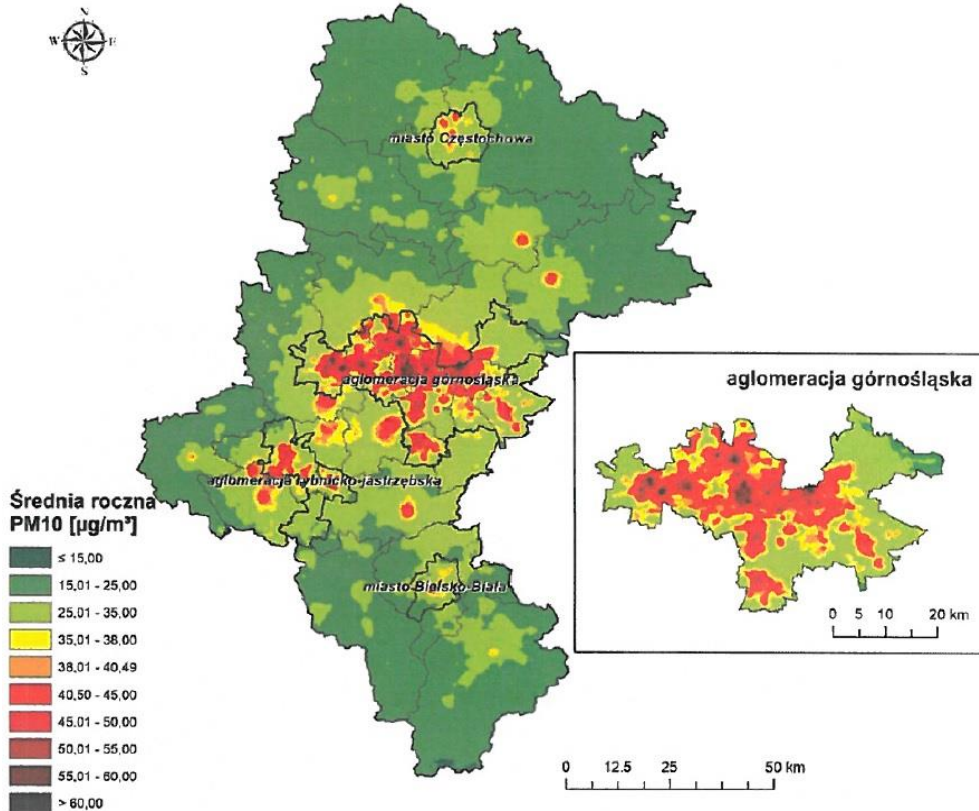 N
W E
S
miasto Częstochowa
aglomeracja górnośląska
aglomeracja górnośląska
aglomeracja rybnicko-jastrzębska
miasto Bielsko-Biała
0 5 10 20 km
Średnia roczna
PM10 [µg/m³]
≤ 15,00
15,01 - 25,00
25,01 - 35,00
35,01 - 38,00
38,01 - 40,49
40,50 - 45,00
45,01 - 50,00
50,01 - 55,00
55,01 - 60,00
> 60,00
0 12.5 25 50 km